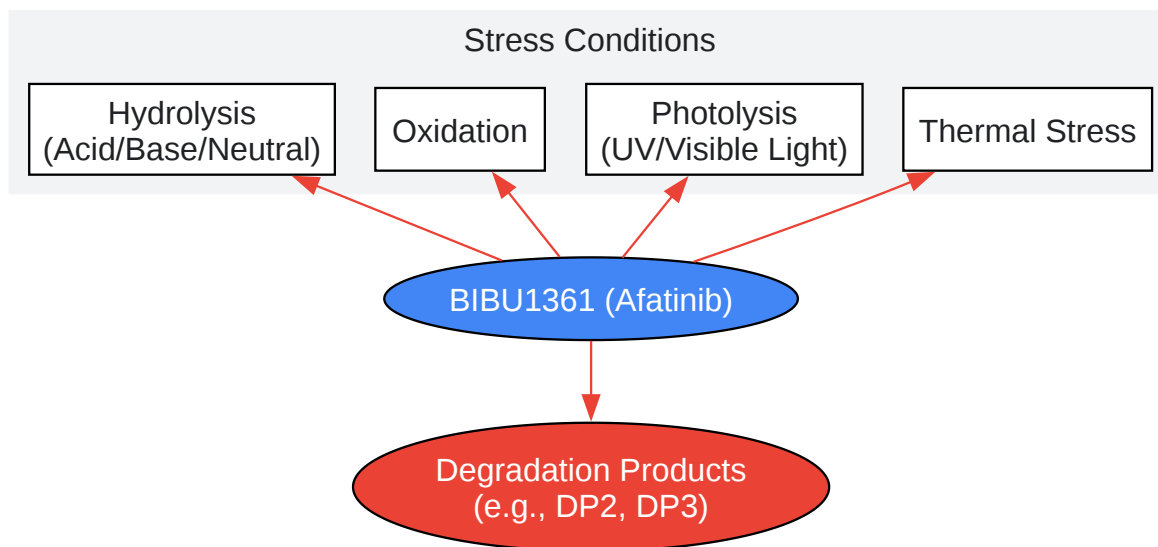 Stress Conditions
Hydrolysis
(Acid/Base/Neutral)
Oxidation
Photolysis
(UV/Visible Light)
Thermal Stress
BIBU1361 (Afatinib)
Degradation Products
(e.g., DP2, DP3)